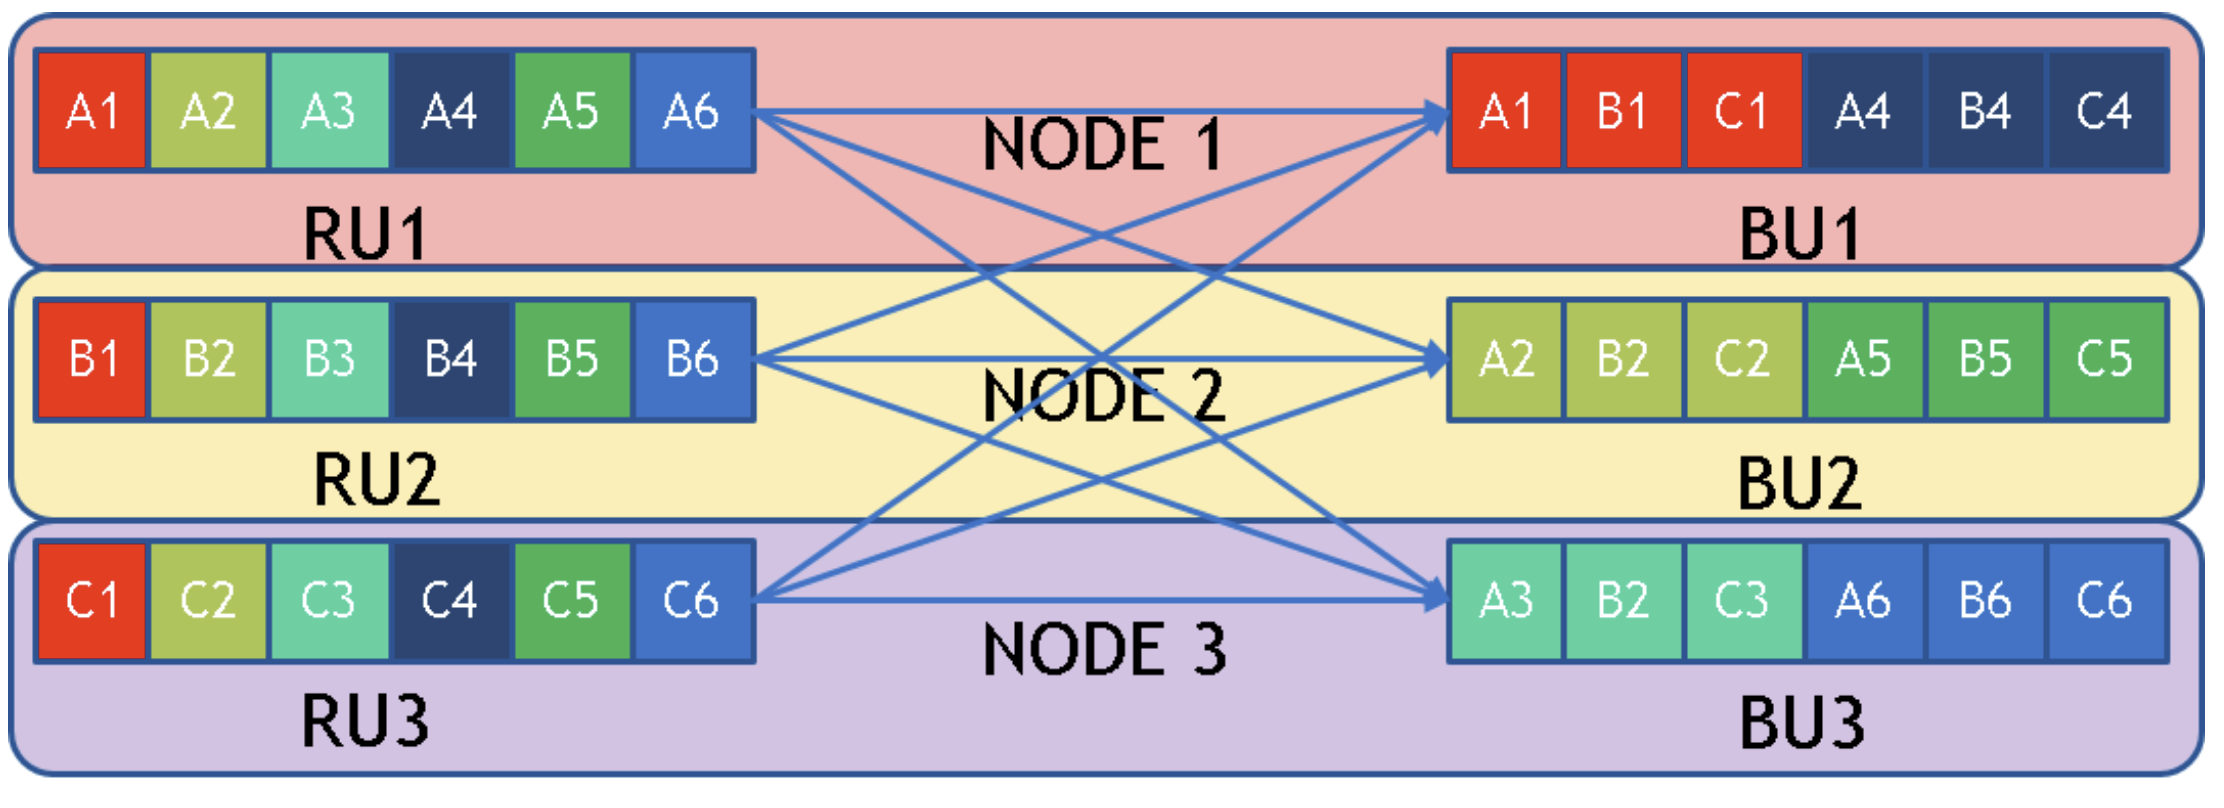 A1 A2 A3 A4 A5 A6 A1 B1 C1 A4 B4 C4
NODE 1
RU1 BU1
B1 B2 B3 B4 B5 B6 A2 B2 C2 A5 B5 C5
NODE 2
RU2 BU2
C1 C2 C3 C4 C5 C6 A3 B2 C3 A6 B6 C6
NODE 3
RU3 BU3